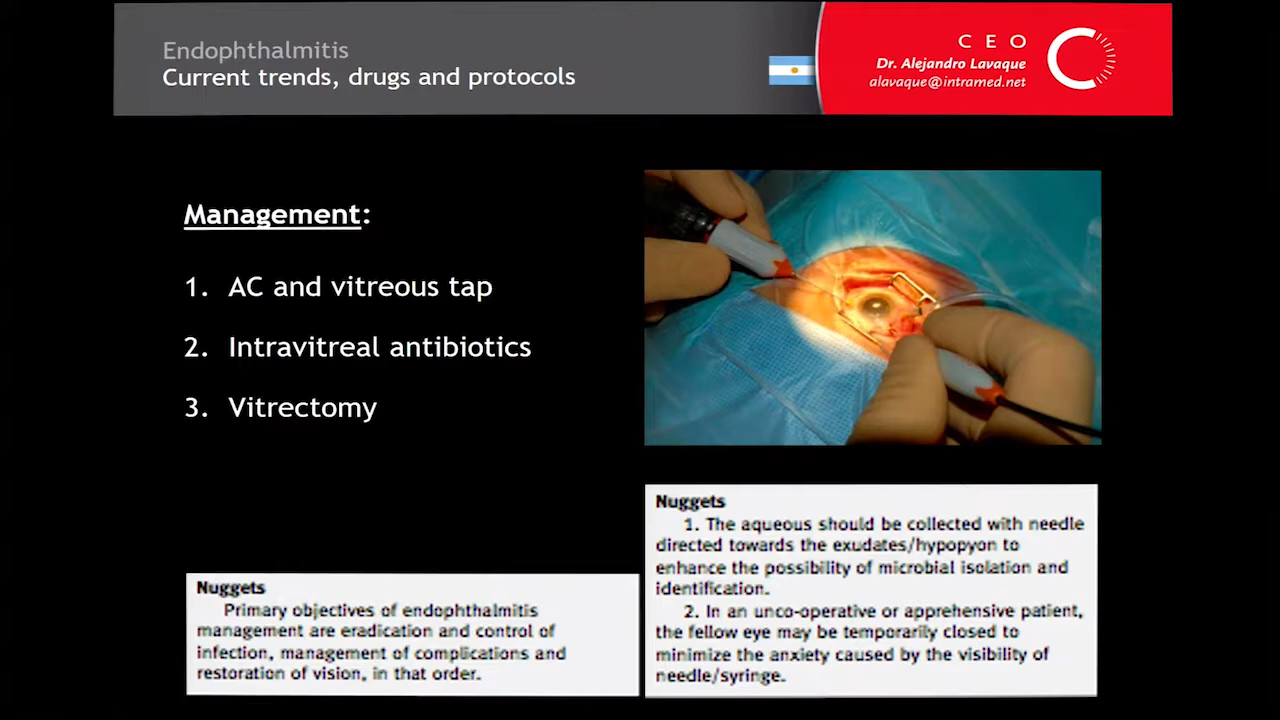 Endophthalmitis
Current trends, drugs and protocols
CEO
Dr. Alejandro Lavaque
alavaque@intramed.net
Management:
1. AC and vitreous tap
2. Intravitreal antibiotics
3. Vitrectomy
Nuggets
Primary objectives of endophthalmitis
management are eradication and control of
infection, management of complications and
restoration of vision, in that order.
Nuggets
1. The aqueous should be collected with needle
directed towards the exudates/hypopyon to
enhance the possibility of microbial isolation and
identification.
2. In an unco-operative or apprehensive patient,
the fellow eye may be temporarily closed to
minimize the anxiety caused by the visibility of
needle/syringe.